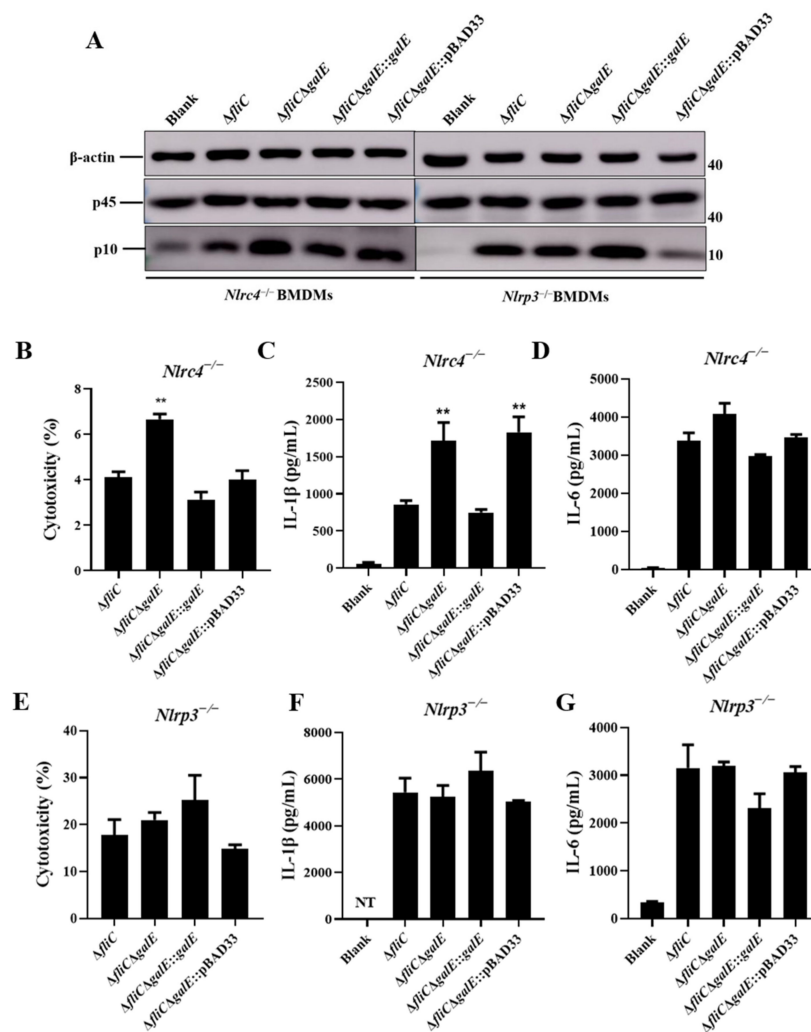 A
Blank
ΔfliC
ΔfliCΔgalE
ΔfliCΔgalE::galE
ΔfliCΔgalE::pBAD33
Blank
ΔfliC
ΔfliCΔgalE
ΔfliCΔgalE::galE
ΔfliCΔgalE::pBAD33
β-actin
40
p45
40
p10
10
Nlrc4⁻/⁻ BMDMs
Nlrp3⁻/⁻ BMDMs
B
Nlrc4⁻/⁻
Cytotoxicity (%)
8
6
4
2
0
**
ΔfliC
ΔfliCΔgalE
ΔfliCΔgalE::galE
ΔfliCΔgalE::pBAD33
C
Nlrc4⁻/⁻
IL-1β (pg/mL)
2500
2000
1500
1000
500
0
**
**
Blank
ΔfliC
ΔfliCΔgalE
ΔfliCΔgalE::galE
ΔfliCΔgalE::pBAD33
D
Nlrc4⁻/⁻
IL-6 (pg/mL)
5000
4000
3000
2000
1000
0
Blank
ΔfliC
ΔfliCΔgalE
ΔfliCΔgalE::galE
ΔfliCΔgalE::pBAD33
E
Nlrp3⁻/⁻
Cytotoxicity (%)
40
30
20
10
0
ΔfliC
ΔfliCΔgalE
ΔfliCΔgalE::galE
ΔfliCΔgalE::pBAD33
F
Nlrp3⁻/⁻
IL-1β (pg/mL)
8000
6000
4000
2000
0
NT
Blank
ΔfliC
ΔfliCΔgalE
ΔfliCΔgalE::galE
ΔfliCΔgalE::pBAD33
G
Nlrp3⁻/⁻
IL-6 (pg/mL)
4000
3000
2000
1000
0
Blank
ΔfliC
ΔfliCΔgalE
ΔfliCΔgalE::galE
ΔfliCΔgalE::pBAD33